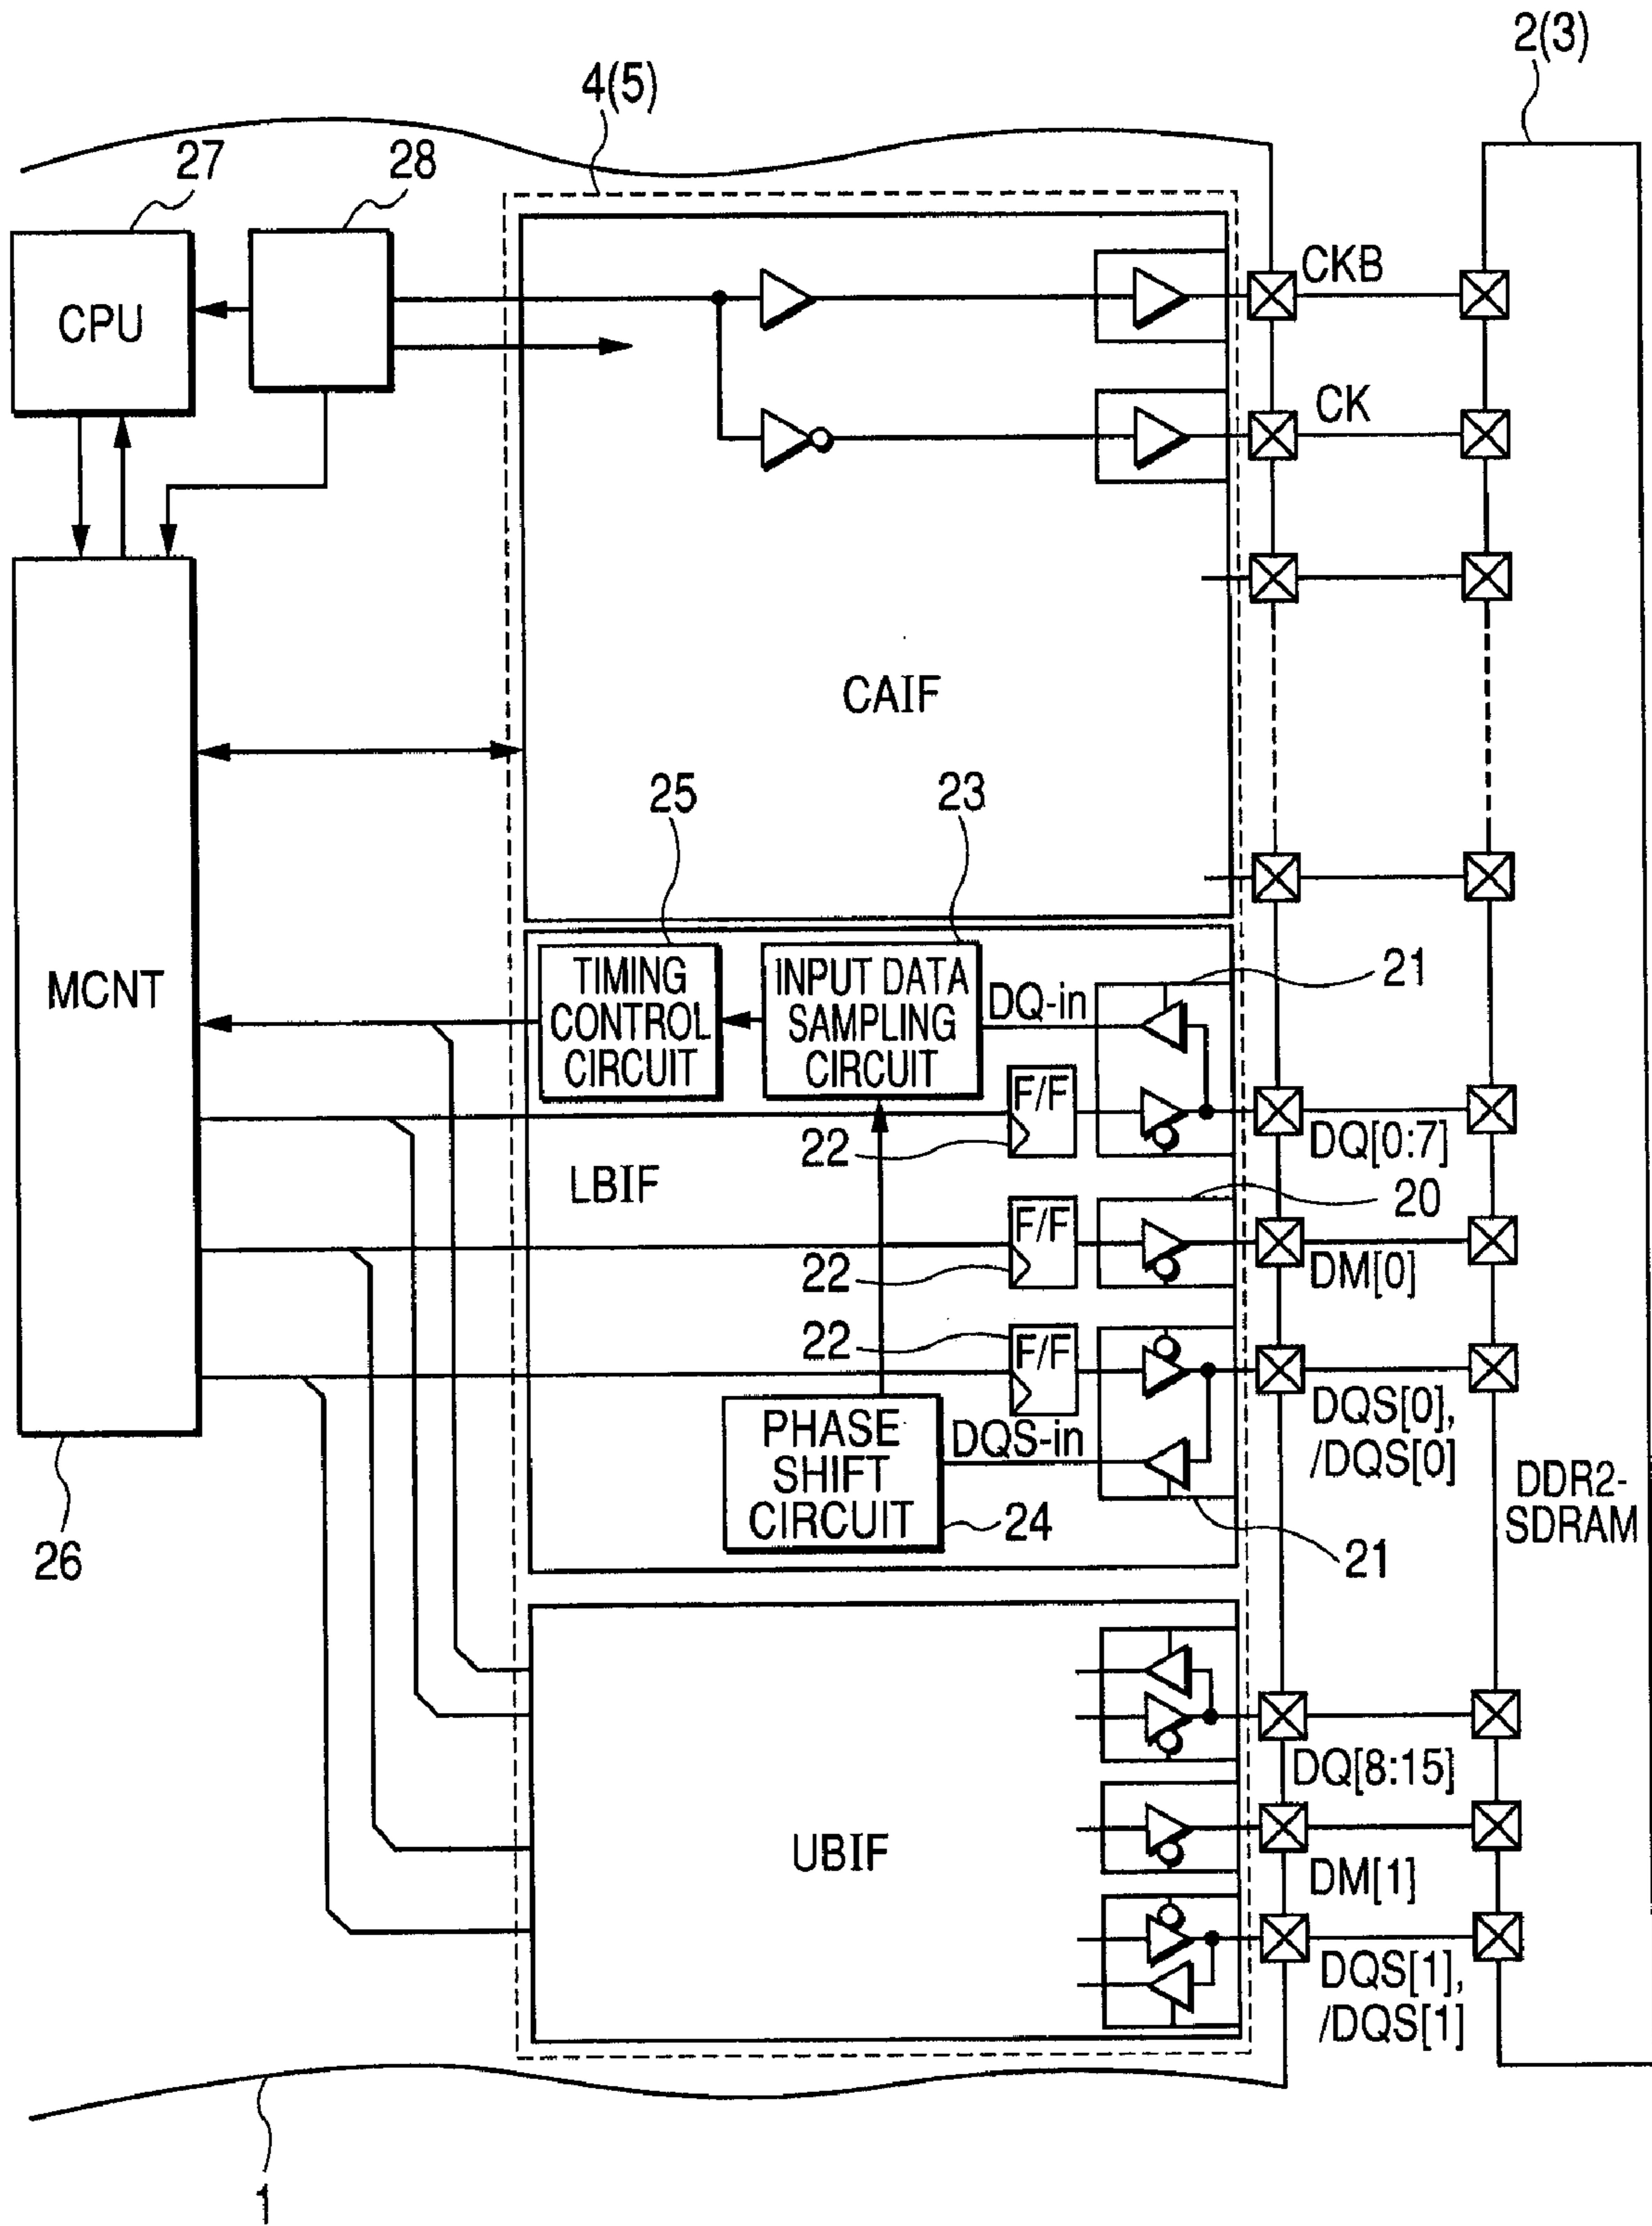 2(3)
4(5)
27
28
CPU
CKB
CK
CAIF
25
23
MCNT
TIMING
CONTROL
CIRCUIT
INPUT DATA
SAMPLING
CIRCUIT
DQ-in
21
F/F
22
DQ[0:7]
LBIF
20
F/F
22
DM[0]
22
F/F
DQS[0],
/DQS[0]
PHASE
SHIFT
CIRCUIT
DQS-in
24
21
DDR2-
SDRAM
26
DQ[8:15]
UBIF
DM[1]
DQS[1],
/DQS[1]
1